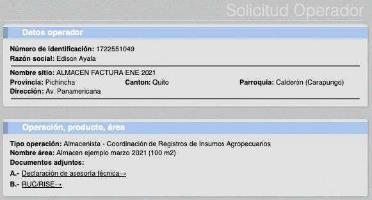 Solicitud Operador
Datos operador
Número de Identificación: 1722551049
Razón social: Edison Ayala
Nombre sitio: ALMACEN FACTURA ENE 2021
Provincia: Pichincha Canton: Quito Parroquia: Calderón (Carapungo)
Dirección: Av. Panamericana
Operación, producto, área
Tipo operación: Almacenista - Coordinación de Registros de Insumos Agropecuarios
Nombre área: Almacen ejemplo marzo 2021 (100 m2)
Documentos adjuntos:
A.- Declaración de asesoría técnica→
B.- RUC/RISE→